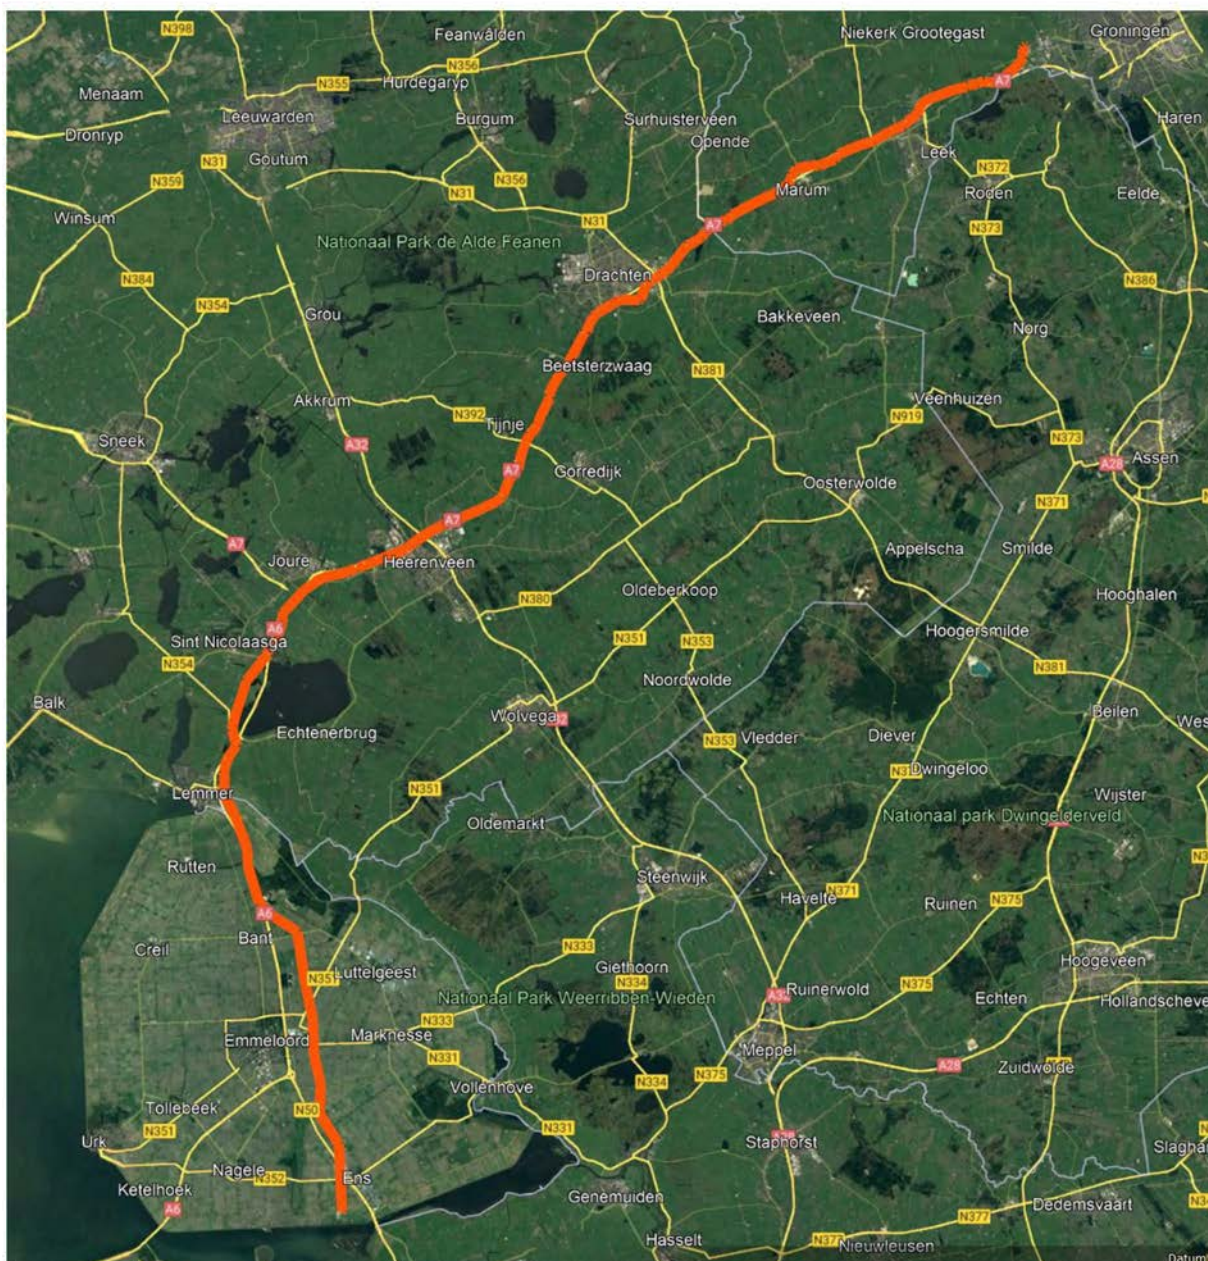 N398
Feanwâlden
Niekerk Grootegast
Groningen
N356
A7
N355
Hurdegaryp
Menaam
Leeuwarden
Burgum
Surhuisterveen
Haren
Dronryp
Opende
Goutum
N31
Leek
N372
N359
N356
Marum
Roden
Eelde
N31
Winsum
N31
A7
N373
Nationaal Park de Alde Feanen
Drachten
N384
N386
N354
Grou
Bakkeveen
Norg
Beetsterzwaag
N381
Akkrum
Veenhuizen
N392
Tijnje
N919
Sneek
A32
N373
A7
Gorredijk
A28
Assen
Oosterwolde
N371
A7
A7
Appelscha
Smilde
Joure
Heerenveen
Oldeberkoop
Hooghalen
N380
A6
Sint Nicolaasga
N351
N353
Hoogersmilde
N354
N381
Noordwolde
Balk
Wolvega
Beilen
Echtenerbrug
N353
Vledder
Diever
Dwingeloo
N351
Lemmer
Wijster
Nationaal park Dwingelderveld
Oldemarkt
Rutten
Steenwijk
N371
Havelte
Ruinen
N375
A6
Bant
Creil
N333
Giethoorn
Hoogeveen
Luttelgeest
N351
N334
N375
Nationaal Park Weerribben-Wieden
Ruinerwold
Echten
N333
Emmeloord
Marknesse
Meppel
N331
N375
A28
Zuidwolde
N334
Vollenhove
Tollebeek
N50
N351
N331
Urk
Staphorst
Nagele
N352
Ens
Ketelhoek
Genemuiden
Dedemsvaart
A6
N377
Hasselt
Nieuwleusen